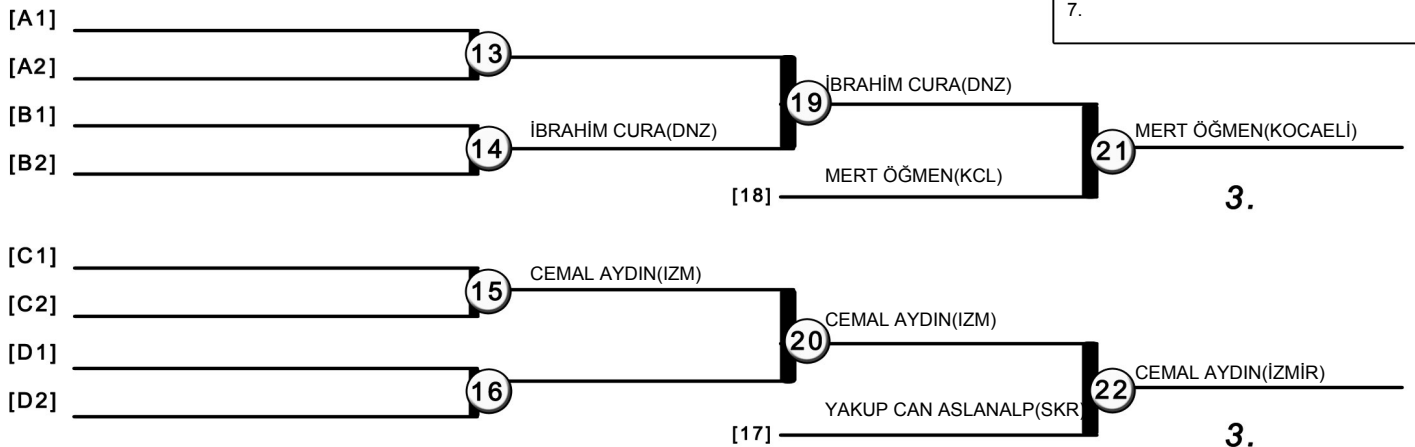 [A1]
7.
13
[A2]
İBRAHİM CURA(DNZ)
19
[B1]
İBRAHİM CURA(DNZ)
MERT ÖĞMEN(KOCAELİ)
14
21
[B2]
MERT ÖĞMEN(KCL)
[18]
3.
[C1]
CEMAL AYDIN(IZM)
15
[C2]
CEMAL AYDIN(IZM)
20
[D1]
CEMAL AYDIN(İZMİR)
16
22
[D2]
YAKUP CAN ASLANALP(SKR)
[17]
3.